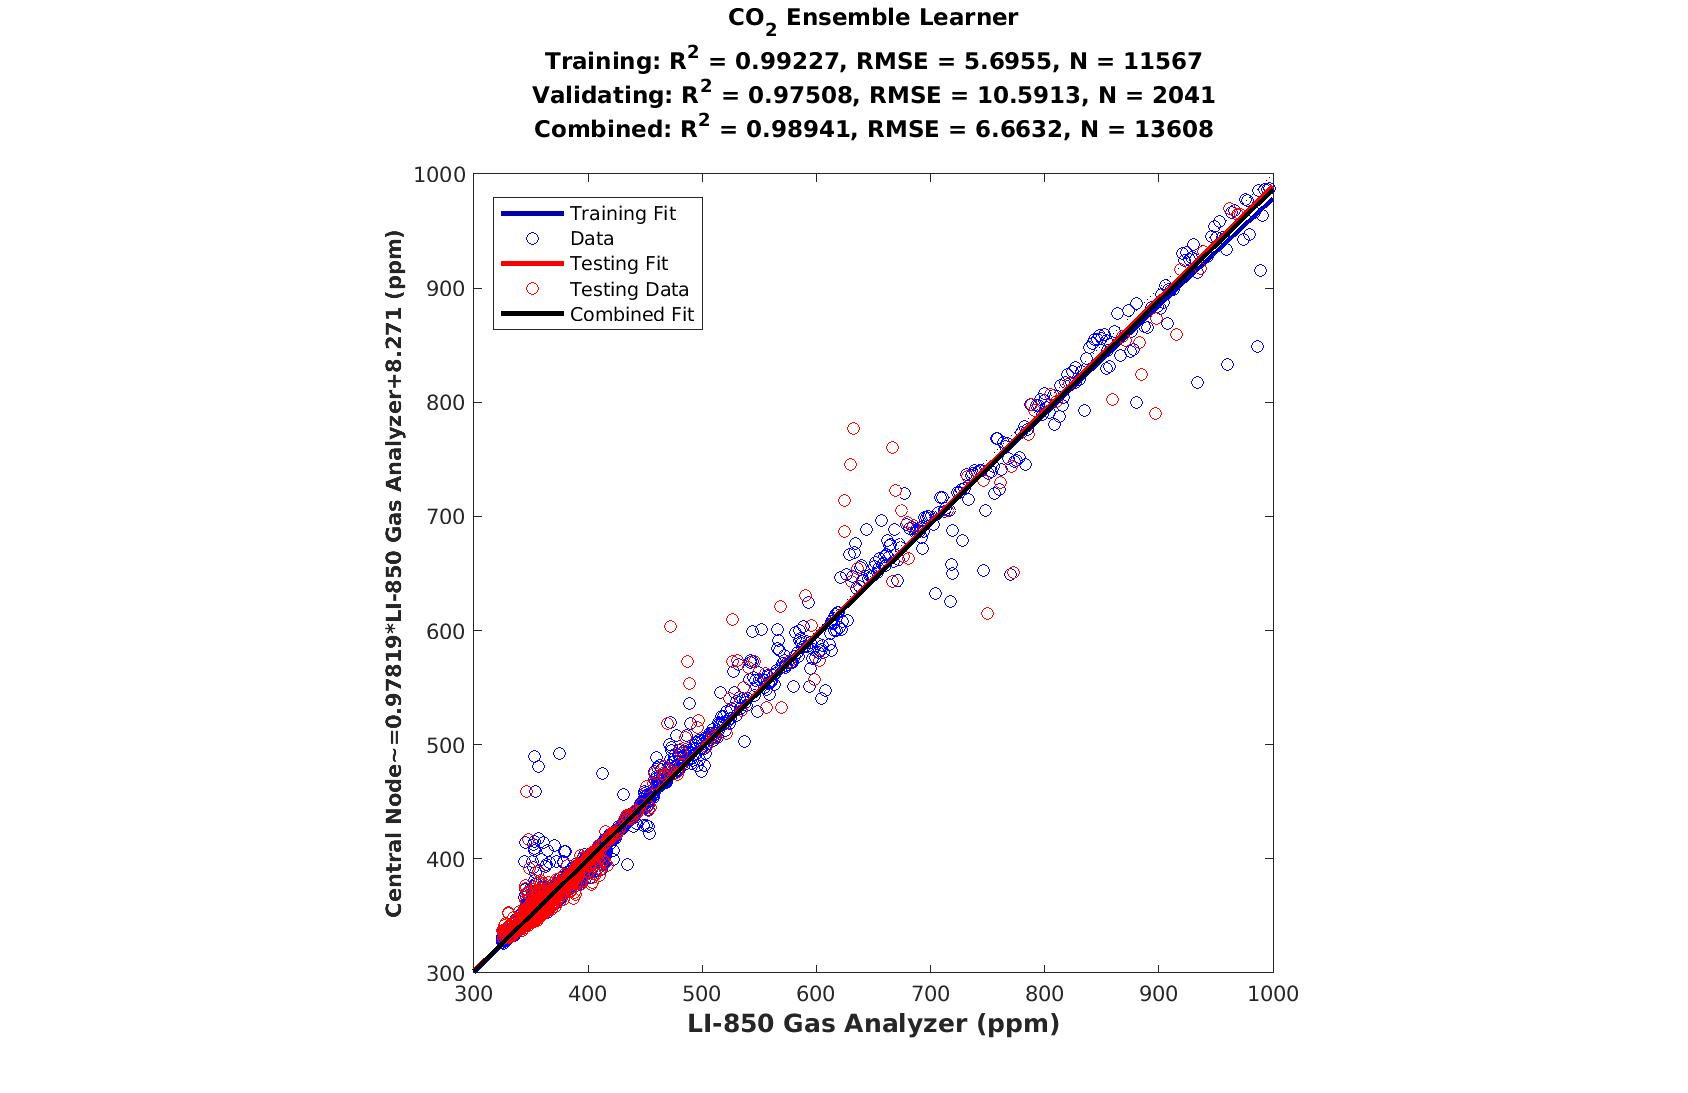 CO2 Ensemble Learner
Training: R2 = 0.99227, RMSE = 5.6955, N = 11567
Validating: R2 = 0.97508, RMSE = 10.5913, N = 2041
Combined: R2 = 0.98941, RMSE = 6.6632, N = 13608
Central Node~=0.97819*LI-850 Gas Analyzer+8.271 (ppm)
1000
900
800
700
600
500
400
300
Training Fit
Data
Testing Fit
Testing Data
Combined Fit
300 400 500 600 700 800 900 1000
LI-850 Gas Analyzer (ppm)